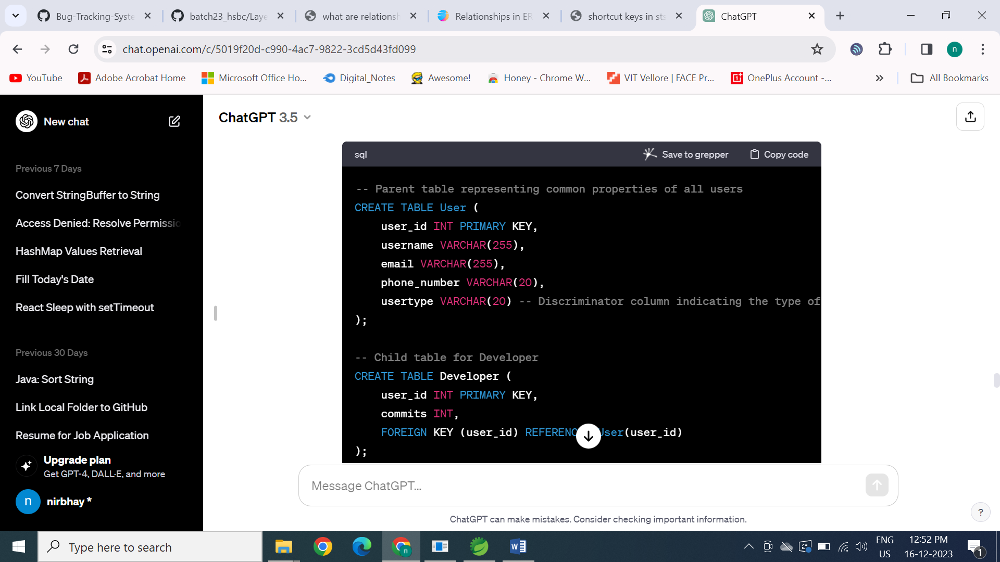 Bug-Tracking-Syste
batch23_hsbc/Laye
what are relationsh
Relationships in ER
shortcut keys in sts
ChatGPT
chat.openai.com/c/5019f20d-c990-4ac7-9822-3cd5d43fd099
n
YouTube
Adobe Acrobat Home
Microsoft Office Ho...
Digital_Notes
Awesome!
Honey - Chrome W...
VIT Vellore | FACE Pr...
OnePlus Account -...
All Bookmarks
New chat
Previous 7 Days
Convert StringBuffer to String
Access Denied: Resolve Permissio
HashMap Values Retrieval
Fill Today's Date
React Sleep with setTimeout
Previous 30 Days
Java: Sort String
Link Local Folder to GitHub
Resume for Job Application
Upgrade plan
Get GPT-4, DALL·E, and more
n
nirbhay *
ChatGPT 3.5
sql
Save to grepper
Copy code
-- Parent table representing common properties of all users
CREATE TABLE User (
user_id INT PRIMARY KEY,
username VARCHAR(255),
email VARCHAR(255),
phone_number VARCHAR(20),
usertype VARCHAR(20) -- Discriminator column indicating the type of
);
-- Child table for Developer
CREATE TABLE Developer (
user_id INT PRIMARY KEY,
commits INT,
FOREIGN KEY (user_id) REFERENC User(user_id)
);
Message ChatGPT...
ChatGPT can make mistakes. Consider checking important information.
?
Type here to search
n
W
ENG
US
12:52 PM
16-12-2023
1